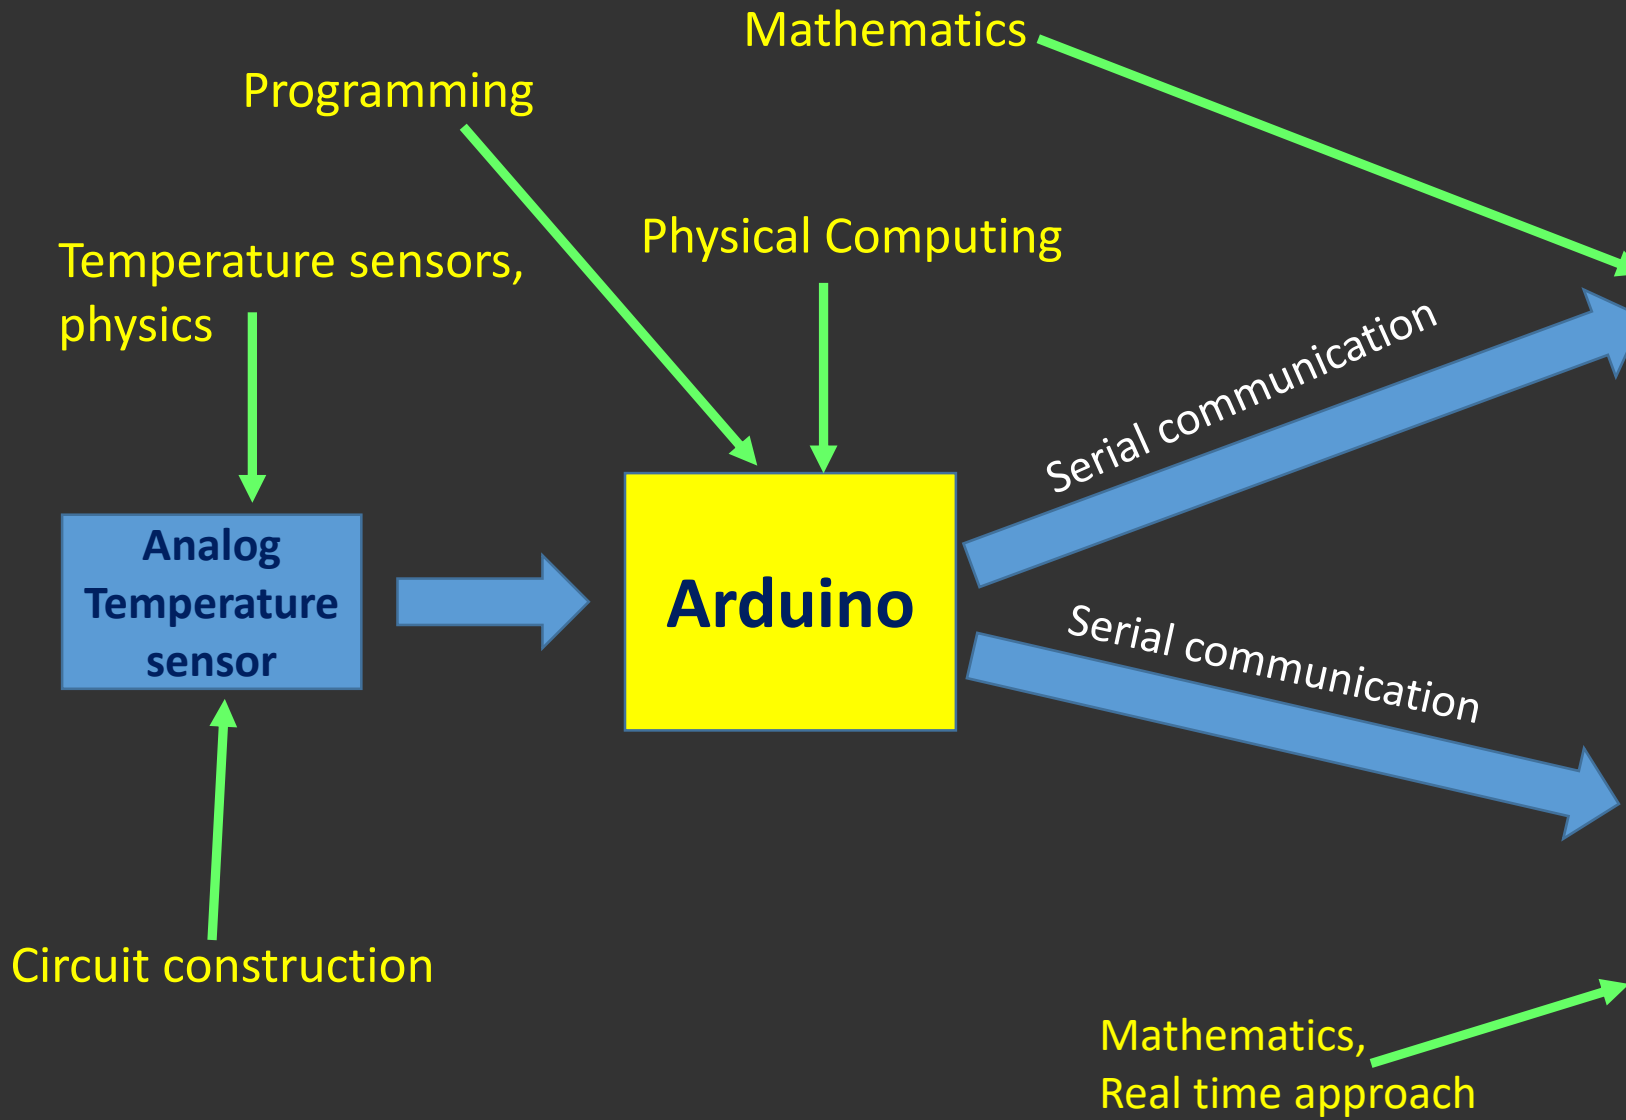 Mathematics
Programming
Physical Computing
Temperature sensors,
physics
Serial communication
Analog
Temperature
sensor
Arduino
Serial communication
Circuit construction
Mathematics,
Real time approach